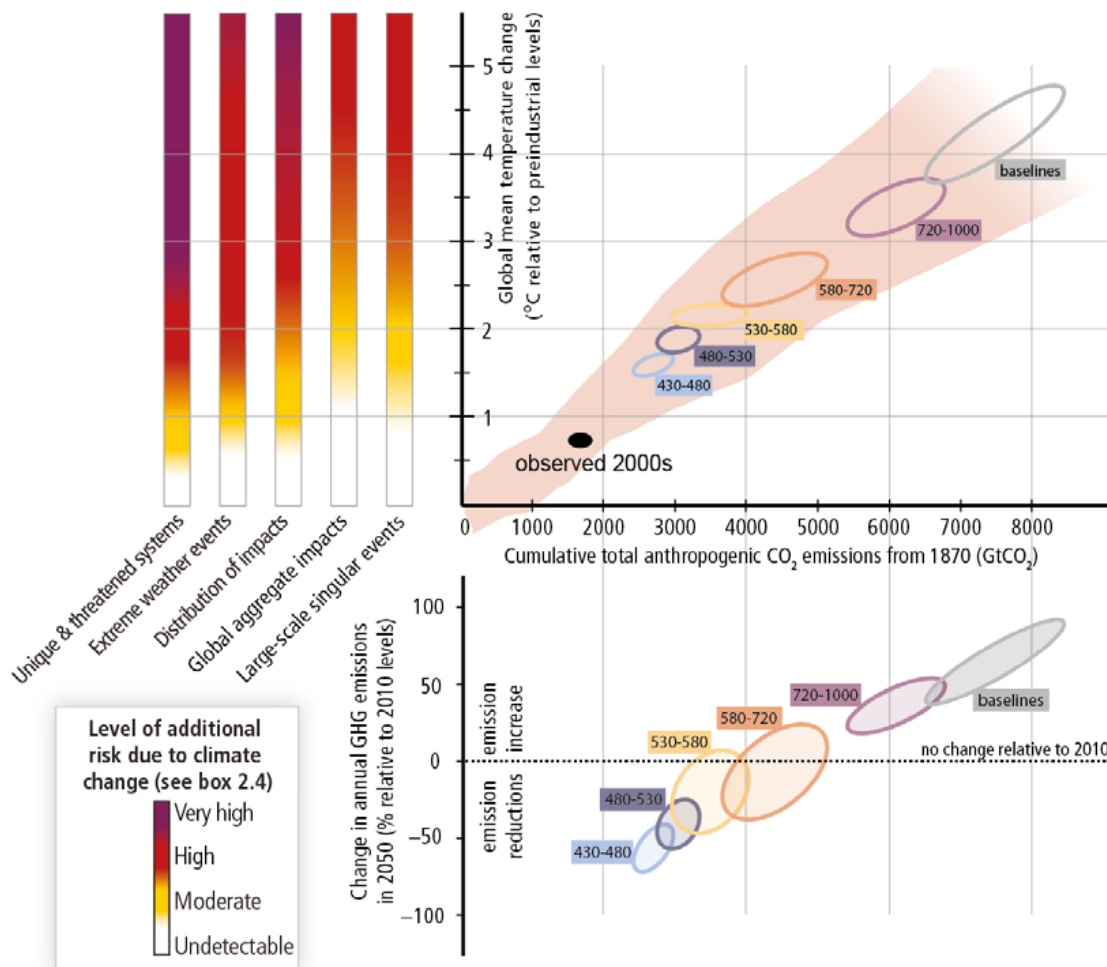 Global mean temperature change
(°C relative to preindustrial levels)
5
4
3
2
1
baselines
720-1000
580-720
530-580
480-530
430-480
observed 2000s
0
1000
2000
3000
4000
5000
6000
7000
8000
Cumulative total anthropogenic CO₂ emissions from 1870 (GtCO₂)
Unique & threatened systems
Extreme weather events
Distribution of impacts
Global aggregate impacts
Large-scale singular events
Level of additional
risk due to climate
change (see box 2.4)
Very high
High
Moderate
Undetectable
Change in annual GHG emissions
in 2050 (% relative to 2010 levels)
100
50
0
−50
−100
emission
increase
emission
reductions
720-1000
baselines
580-720
530-580
no change relative to 2010
480-530
430-480